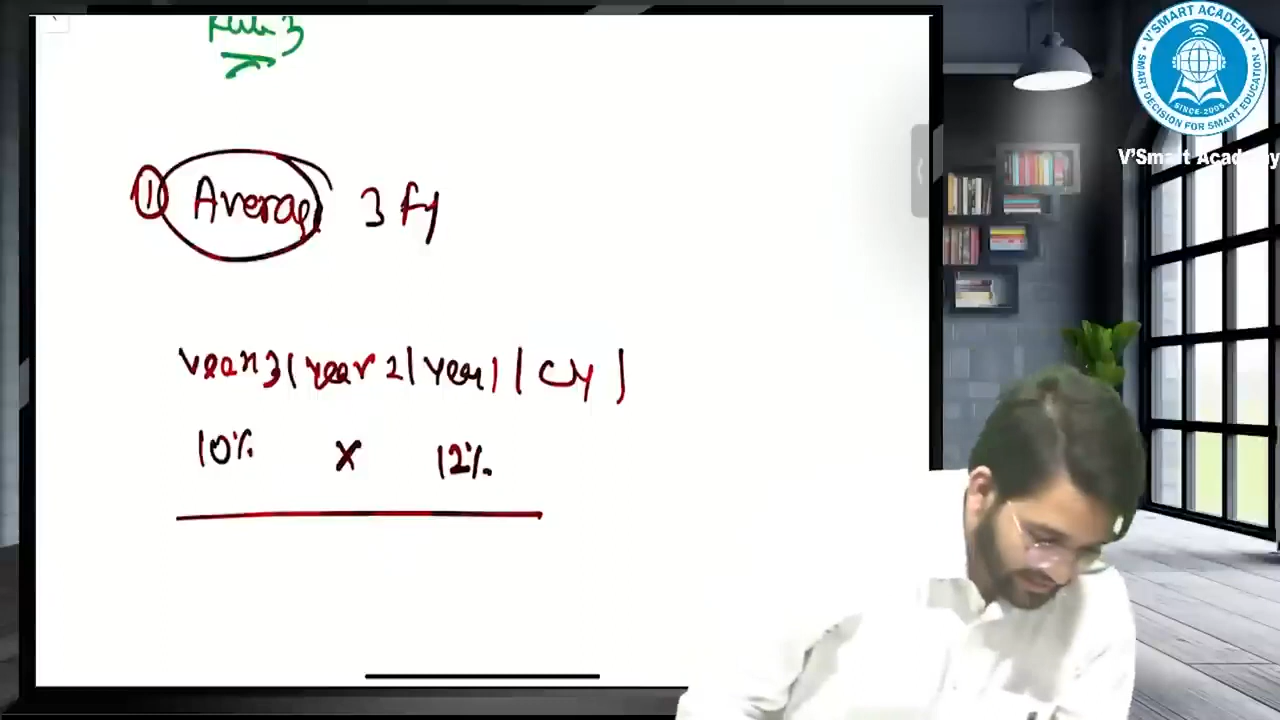 Rule 3
① Average 3 fy
Year 3 | Year 2 | Year 1 | CY |
10% x 12%
V'SMART ACADEMY
SMART DECISION FOR SMART EDUCATION
SINCE-2005
V'Smart Academy